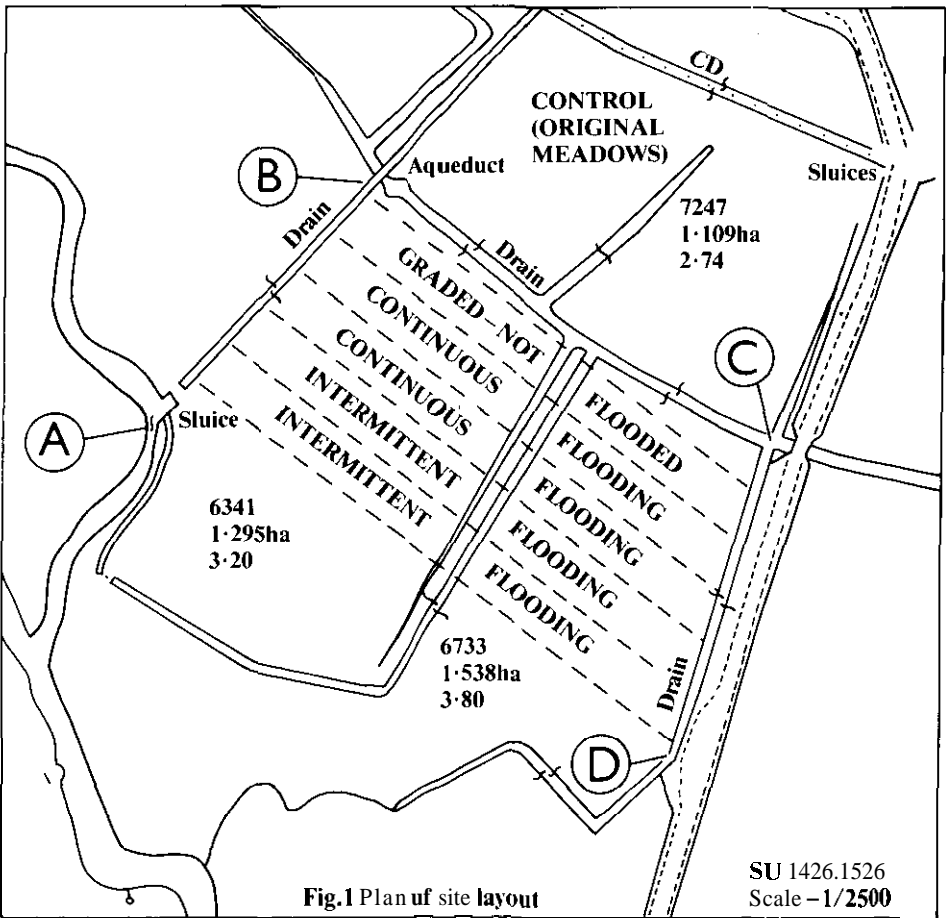 CD
CONTROL
(ORIGINAL
MEADOWS)
Sluices
B
Aqueduct
7247
1·109ha
2·74
Drain
Drain
GRADED – NOT
CONTINUOUS
CONTINUOUS
INTERMITTENT
INTERMITTENT
C
FLOODED
FLOODING
FLOODING
FLOODING
FLOODING
A
Sluice
6341
1·295ha
3·20
6733
1·538ha
3·80
Drain
D
Fig.1 Plan uf site layout
SU 1426.1526
Scale –1/2500